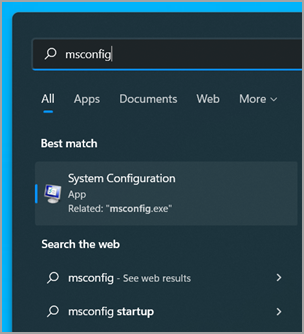 msconfig
All Apps Documents Web More
Best match
System Configuration
App
Related: "msconfig.exe"
Search the web
msconfig - See web results
msconfig startup